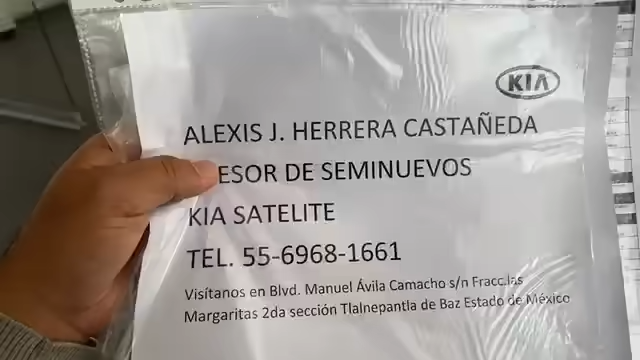 KIA
ALEXIS J. HERRERA CASTAÑEDA
ESOR DE SEMINUEVOS
KIA SATELITE
TEL. 55-6968-1661
Visítanos en Blvd. Manuel Ávila Camacho s/n Fracc.las
Margaritas 2da sección Tlalnepantla de Baz Estado de México